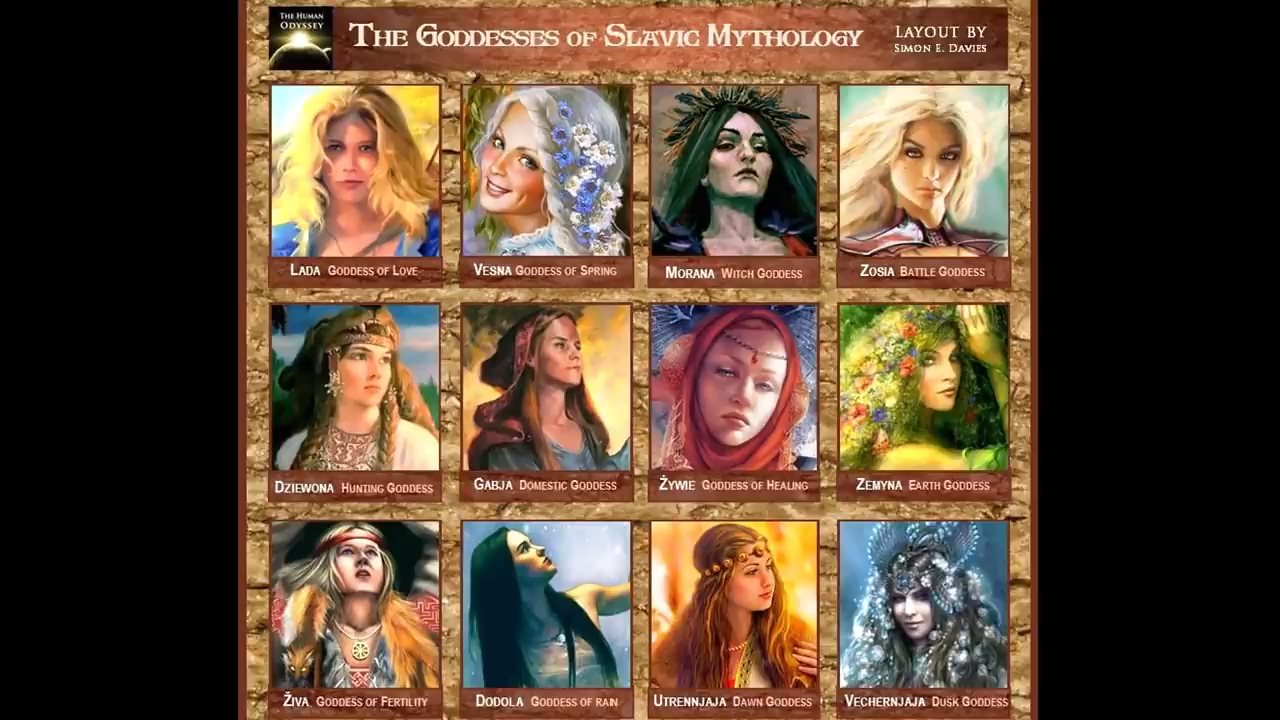 The Human
Odyssey
The Goddesses of Slavic Mythology
Layout by
Simon E. Davies
Lada Goddess of Love
Vesna Goddess of Spring
Morana Witch Goddess
Zosia Battle Goddess
Dziewona Hunting Goddess
Gabja Domestic Goddess
Żywie Goddess of Healing
Zemyna Earth Goddess
Živa Goddess of Fertility
Dodola Goddess of rain
Utrennjaja Dawn Goddess
Vechernjaja Dusk Goddess